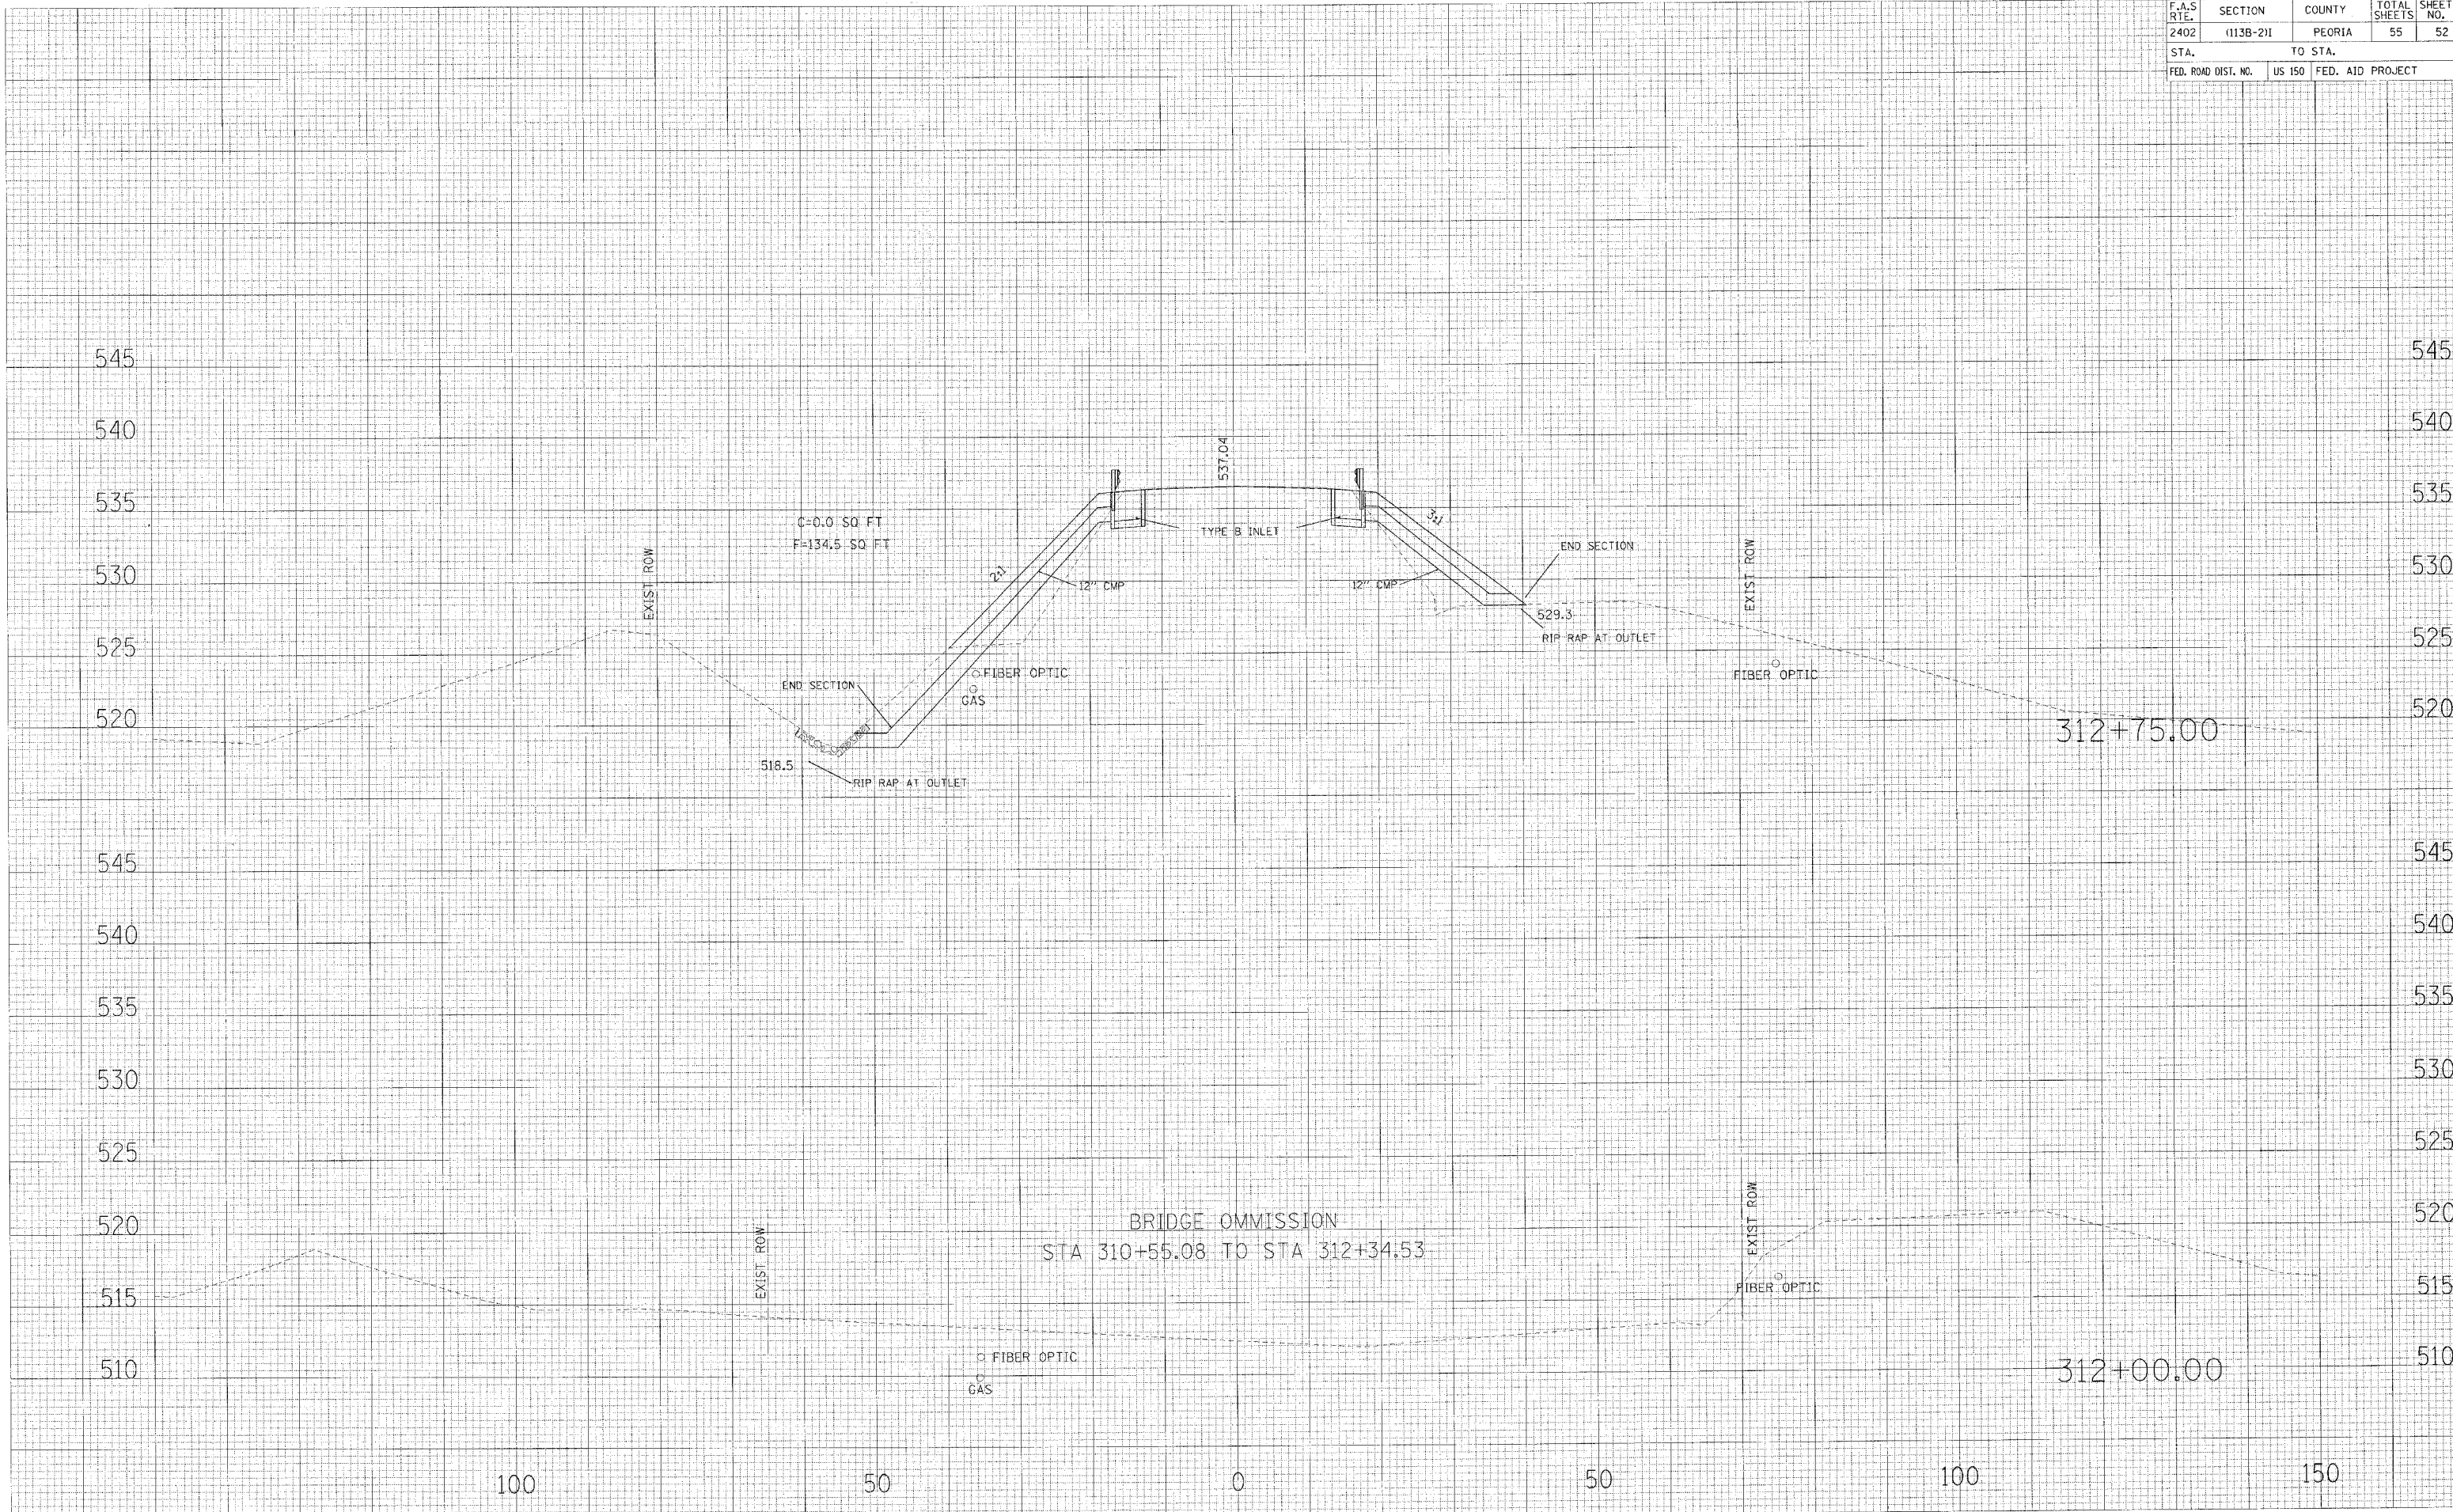 F.A.S RTE. SECTION COUNTY TOTAL SHEETS SHEET NO.
2402 (113B-2)I PEORIA 55 52
STA. TO STA.
FED. ROAD DIST. NO. US 150 FED. AID PROJECT
545 545
540 540
537.04
535 535
C=0.0 SQ FT
F=134.5 SQ FT
3:1
TYPE B INLET
END SECTION
EXIST ROW
EXIST ROW
530 530
2:1
12" CMP
12" CMP
529.3
RIP RAP AT OUTLET
525 525
FIBER OPTIC
FIBER OPTIC
END SECTION
GAS
520 520
312+75.00
518.5
RIP RAP AT OUTLET
545 545
540 540
535 535
530 530
525 525
520 520
BRIDGE OMMISSION
STA 310+55.08 TO STA 312+34.53
EXIST ROW
EXIST ROW
515 515
FIBER OPTIC
FIBER OPTIC
510 510
312+00.00
GAS
100 50 0 50 100 150